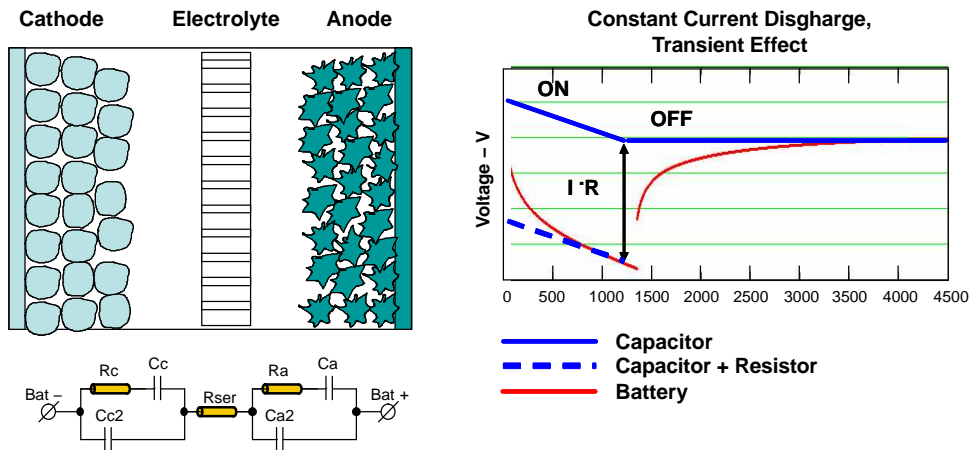 Cathode
Electrolyte
Anode
Rc
Cc
Ra
Ca
Bat –
Rser
Bat +
Cc2
Ca2
Constant Current Disgharge,
Transient Effect
ON
OFF
I·R
Voltage – V
0 500 1000 1500 2000 2500 3000 3500 4000 4500
Capacitor
Capacitor + Resistor
Battery